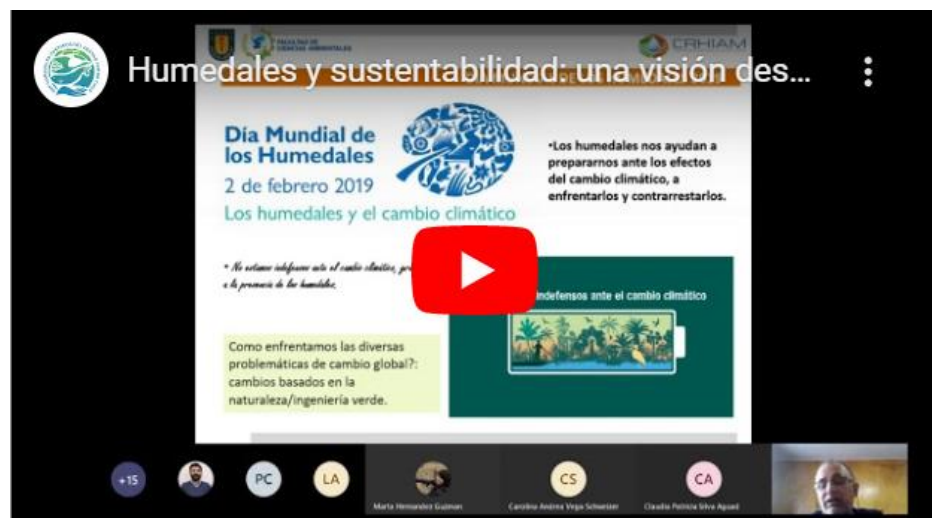 FACULTAD DE
CIENCIAS AMBIENTALES
CRHIAM
Humedales y sustentabilidad: una visión des...
Día Mundial de
los Humedales
2 de febrero 2019
Los humedales y el cambio climático
•Los humedales nos ayudan a
prepararnos ante los efectos
del cambio climático, a
enfrentarlos y contrarrestarlos.
* No estamos indefensos ante el cambio climático,
a la presencia de los humedales.
indefensos ante el cambio climático
Como enfrentamos las diversas
problemáticas de cambio global?:
cambios basados en la
naturaleza/ingeniería verde.
+15
PC
LA
CS
CA
Marta Hernandez Guzman
Carolina Andrea Vega Schweizer
Claudia Patricia Silva Aguad